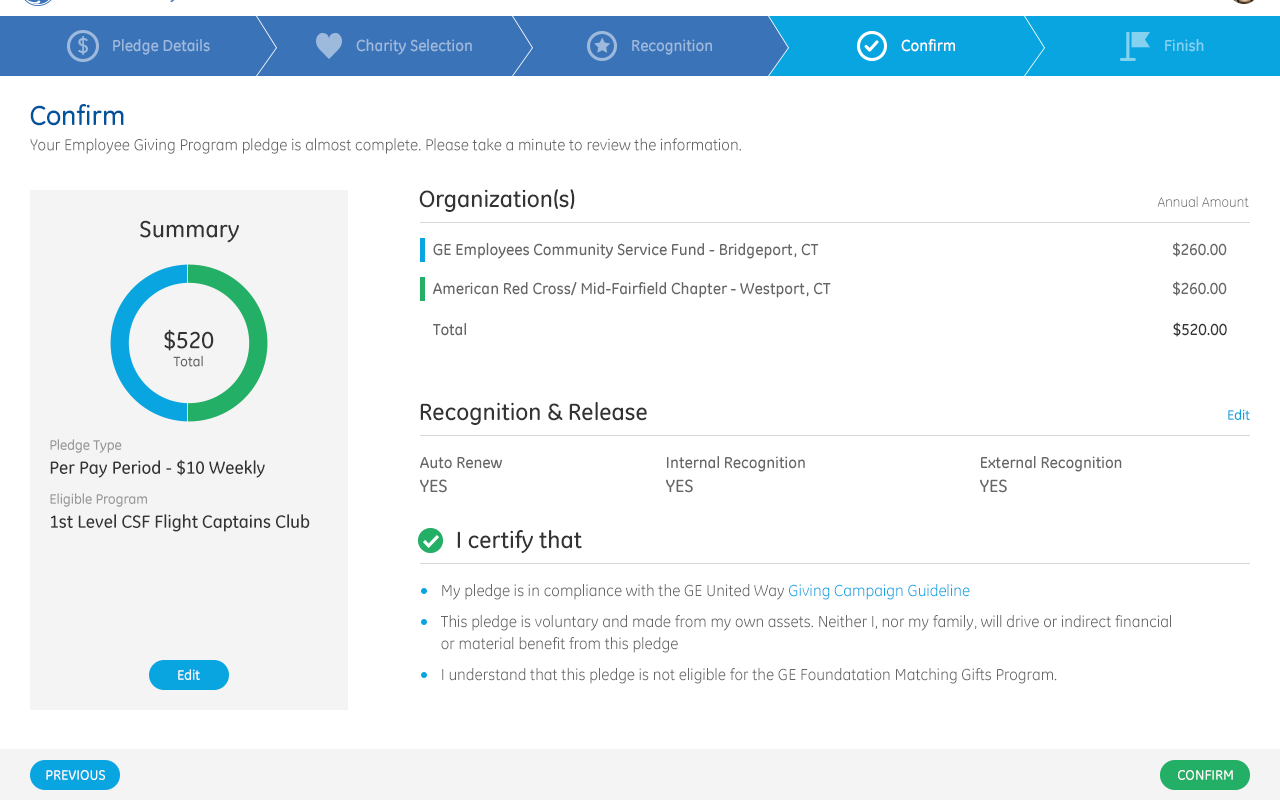 Pledge Details
Charity Selection
Recognition
Confirm
Finish
Confirm
Your Employee Giving Program pledge is almost complete. Please take a minute to review the information.
Summary
$520
Total
Pledge Type
Per Pay Period - $10 Weekly
Eligible Program
1st Level CSF Flight Captains Club
Edit
Organization(s) Annual Amount
GE Employees Community Service Fund - Bridgeport, CT $260.00
American Red Cross/ Mid-Fairfield Chapter - Westport, CT $260.00
Total $520.00
Recognition & Release Edit
Auto Renew Internal Recognition External Recognition
YES YES YES
I certify that
My pledge is in compliance with the GE United Way Giving Campaign Guideline
This pledge is voluntary and made from my own assets. Neither I, nor my family, will drive or indirect financial
or material benefit from this pledge
I understand that this pledge is not eligible for the GE Foundatation Matching Gifts Program.
PREVIOUS
CONFIRM